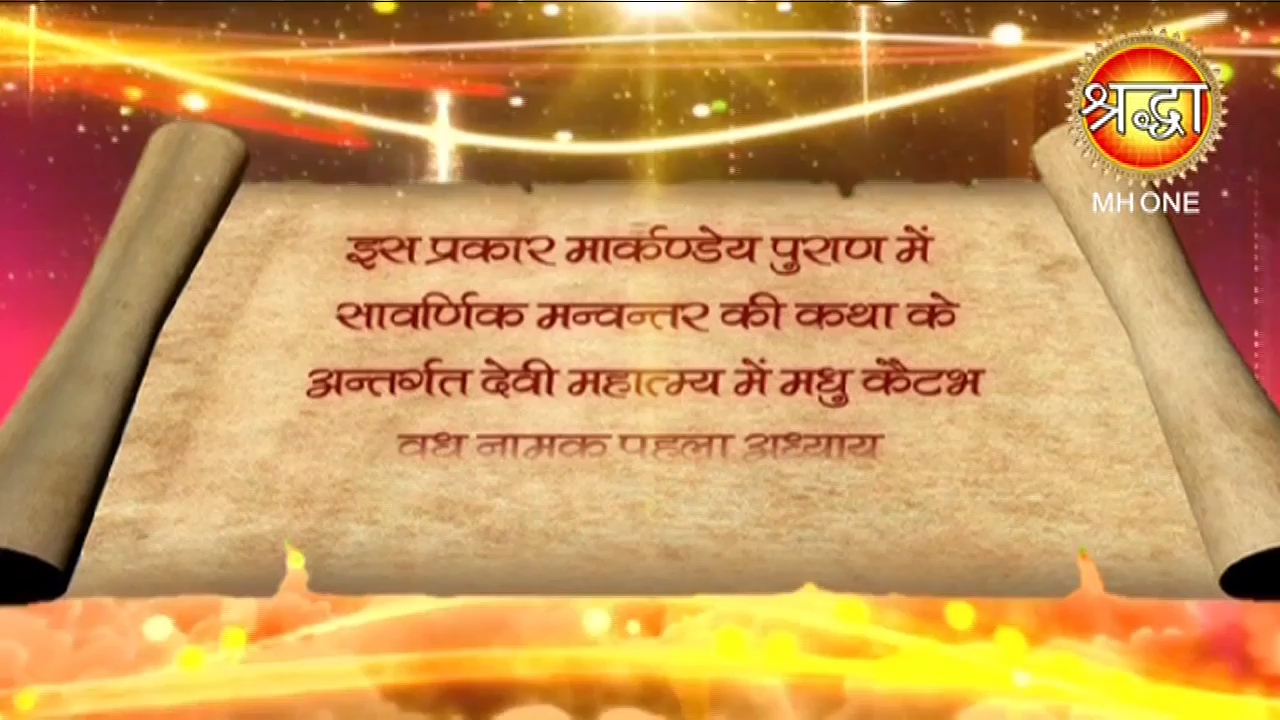 श्रद्धा
MH ONE
इस प्रकार मार्कण्डेय पुराण में
सावर्णिक मन्वन्तर की कथा के
अन्तर्गत देवी महात्म्य में मधु कैटभ
वध नामक पहला अध्याय